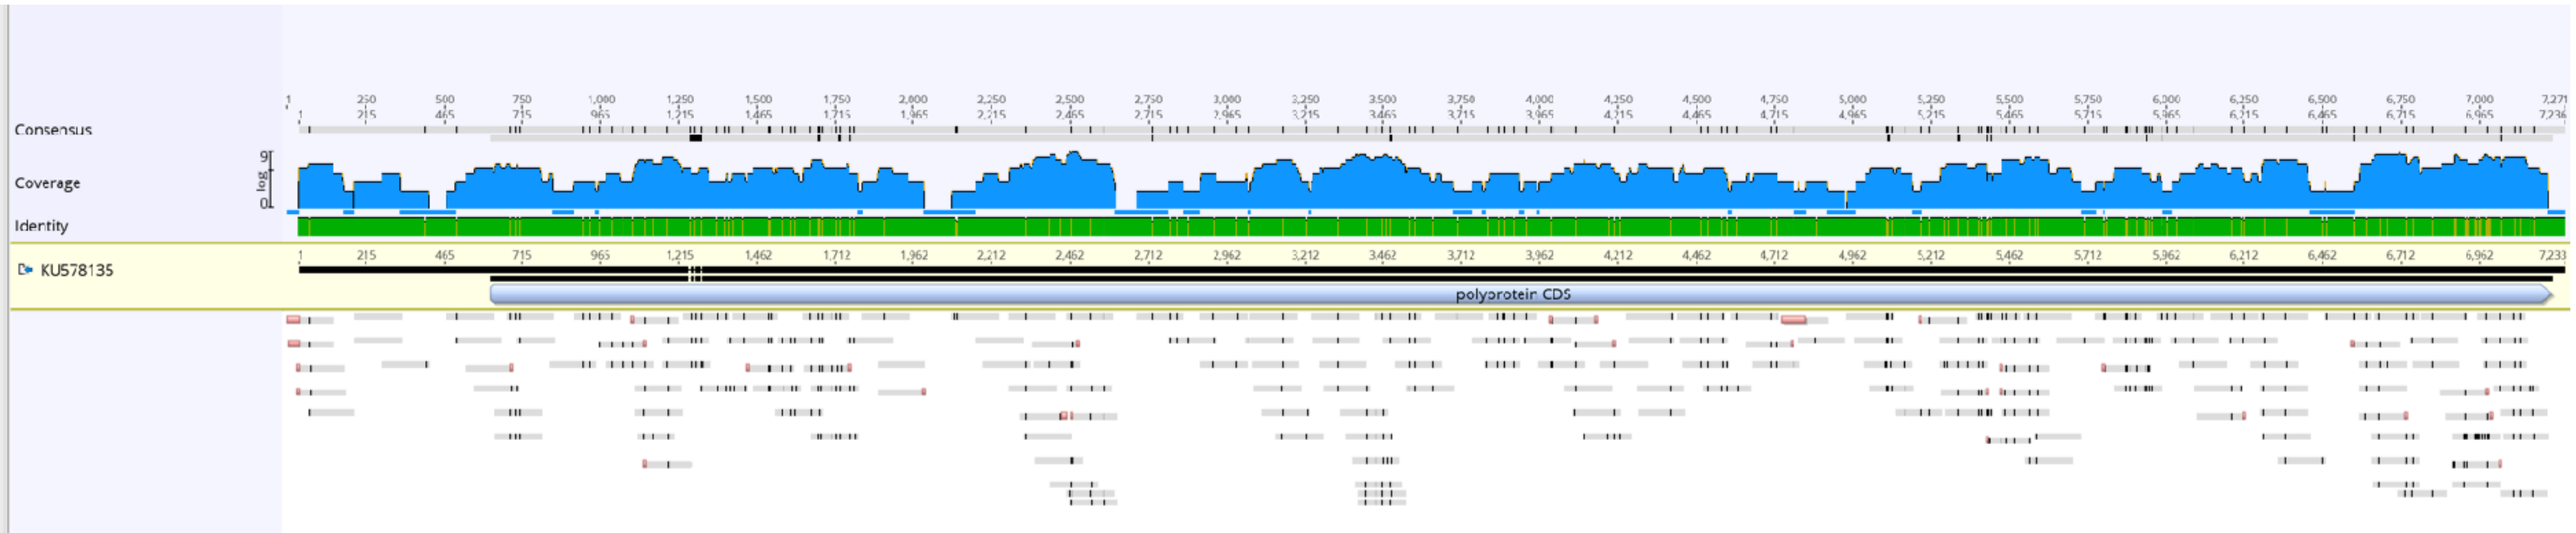 1 250 500 750 1,000 1,250 1,500 1,750 2,000 2,250 2,500 2,750 3,000 3,250 3,500 3,750 4,000 4,250 4,500 4,750 5,000 5,250 5,500 5,750 6,000 6,250 6,500 6,750 7,000 7,271
1 215 465 715 965 1,215 1,465 1,715 1,965 2,215 2,465 2,715 2,965 3,215 3,465 3,715 3,965 4,215 4,465 4,715 4,965 5,215 5,465 5,715 5,965 6,215 6,465 6,715 6,965 7,236
Consensus
9
Coverage
log
0
Identity
1 215 465 715 965 1,215 1,462 1,712 1,962 2,212 2,462 2,712 2,962 3,212 3,462 3,712 3,962 4,212 4,462 4,712 4,962 5,212 5,462 5,712 5,962 6,212 6,462 6,712 6,962 7,233
KU578135
polyprotein CDS